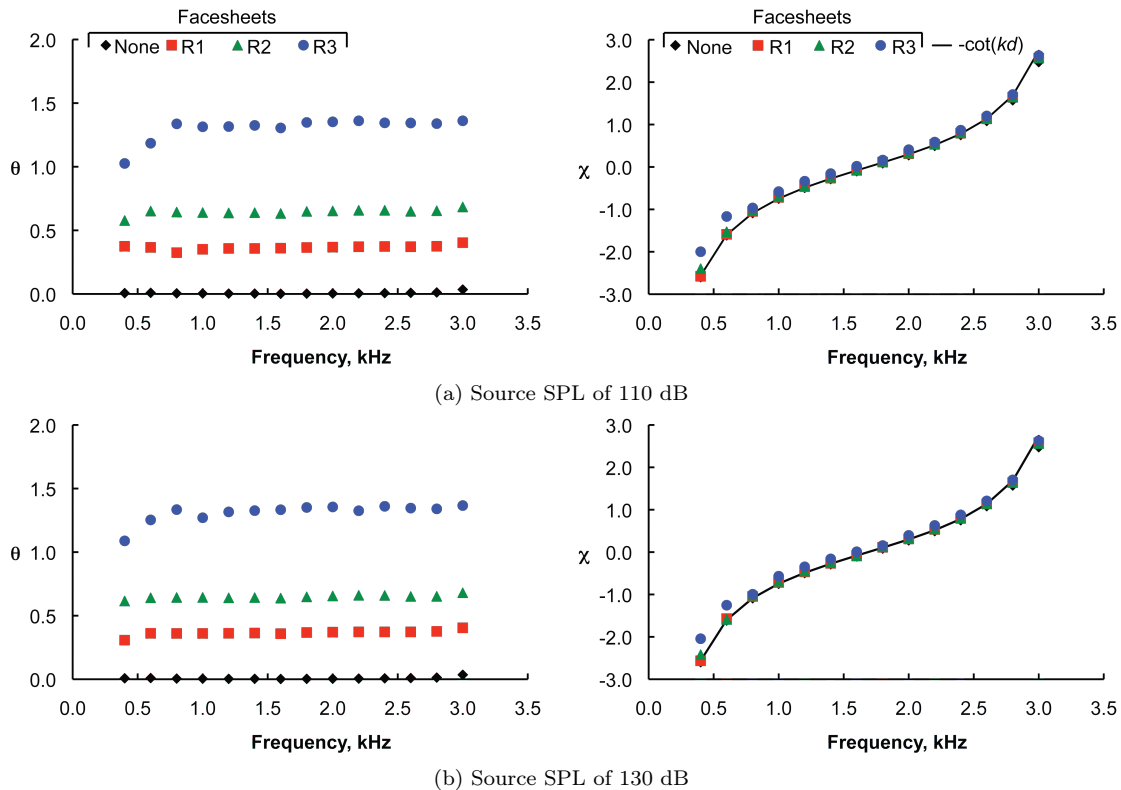 Facesheets
None R1 R2 R3
2.0
1.5
1.0
0.5
0.0
θ
0.0 0.5 1.0 1.5 2.0 2.5 3.0 3.5
Frequency, kHz
Facesheets
None R1 R2 R3 -cot(kd)
3.0
2.0
1.0
0.0
-1.0
-2.0
-3.0
χ
0.0 0.5 1.0 1.5 2.0 2.5 3.0 3.5
Frequency, kHz
(a) Source SPL of 110 dB
2.0
1.5
1.0
0.5
0.0
θ
0.0 0.5 1.0 1.5 2.0 2.5 3.0 3.5
Frequency, kHz
3.0
2.0
1.0
0.0
-1.0
-2.0
-3.0
χ
0.0 0.5 1.0 1.5 2.0 2.5 3.0 3.5
Frequency, kHz
(b) Source SPL of 130 dB